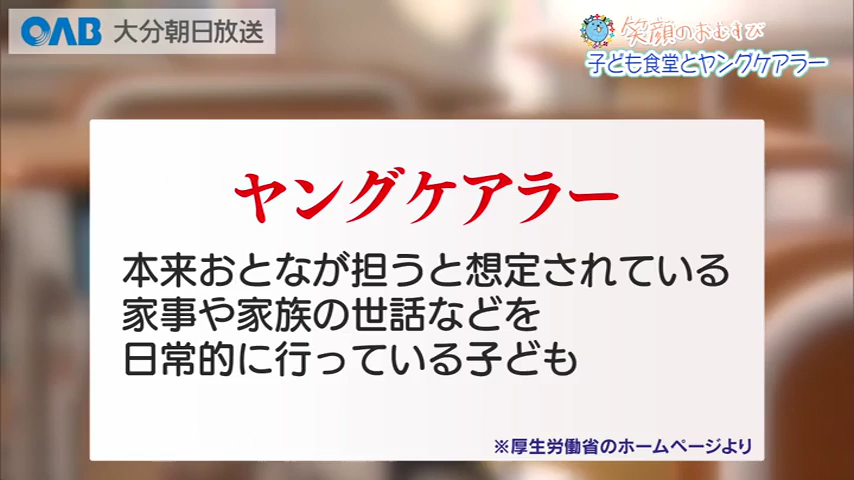 OAB 大分朝日放送
笑顔のおむすび
子ども食堂とヤングケアラー
ヤングケアラー
本来おとなが担うと想定されている
家事や家族の世話などを
日常的に行っている子ども
※厚生労働省のホームページより